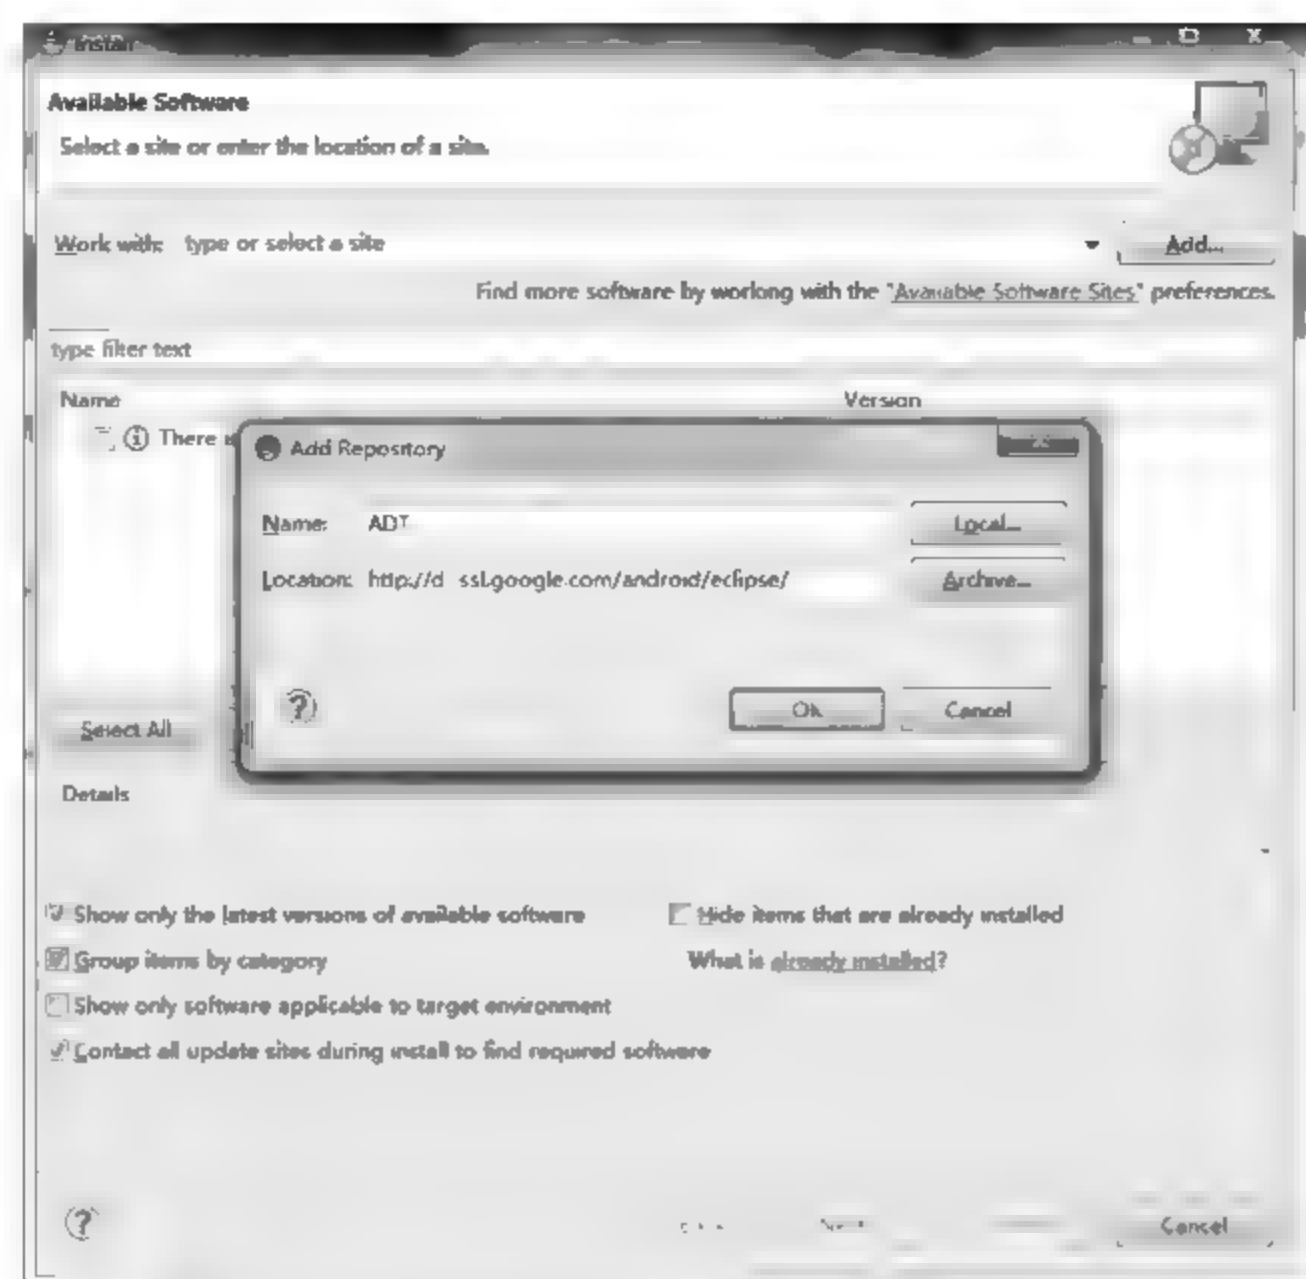 Install
Available Software
Select a site or enter the location of a site.
Work with: type or select a site Add...
Find more software by working with the "Available Software Sites" preferences.
type filter text
Name Version
There
Add Repository
Name: ADT Local...
Location: http://d ssl.google.com/android/eclipse/ Archive...
OK Cancel
Select All
Details
Show only the latest versions of available software Hide items that are already installed
Group items by category What is already installed?
Show only software applicable to target environment
Contact all update sites during install to find required software
Cancel